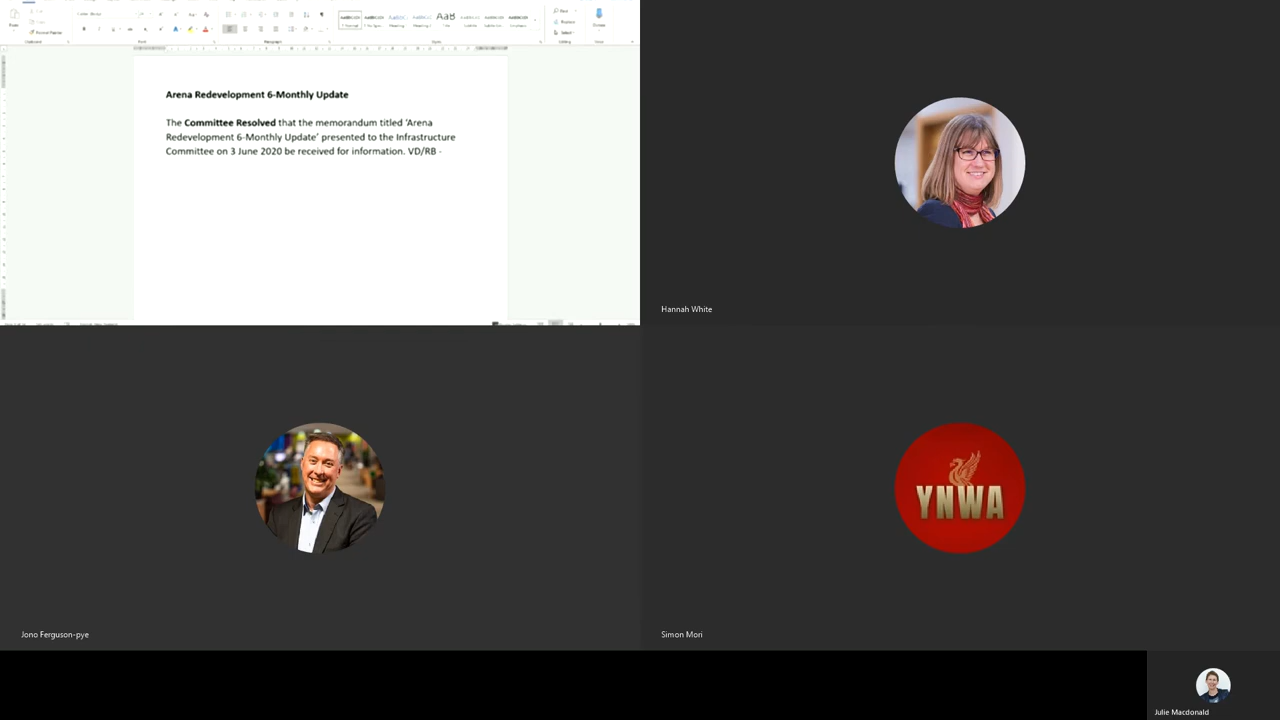 Arena Redevelopment 6-Monthly Update
The Committee Resolved that the memorandum titled ‘Arena
Redevelopment 6-Monthly Update’ presented to the Infrastructure
Committee on 3 June 2020 be received for information. VD/RB -
Hannah White
YNWA
Jono Ferguson-pye
Simon Mori
Julie Macdonald